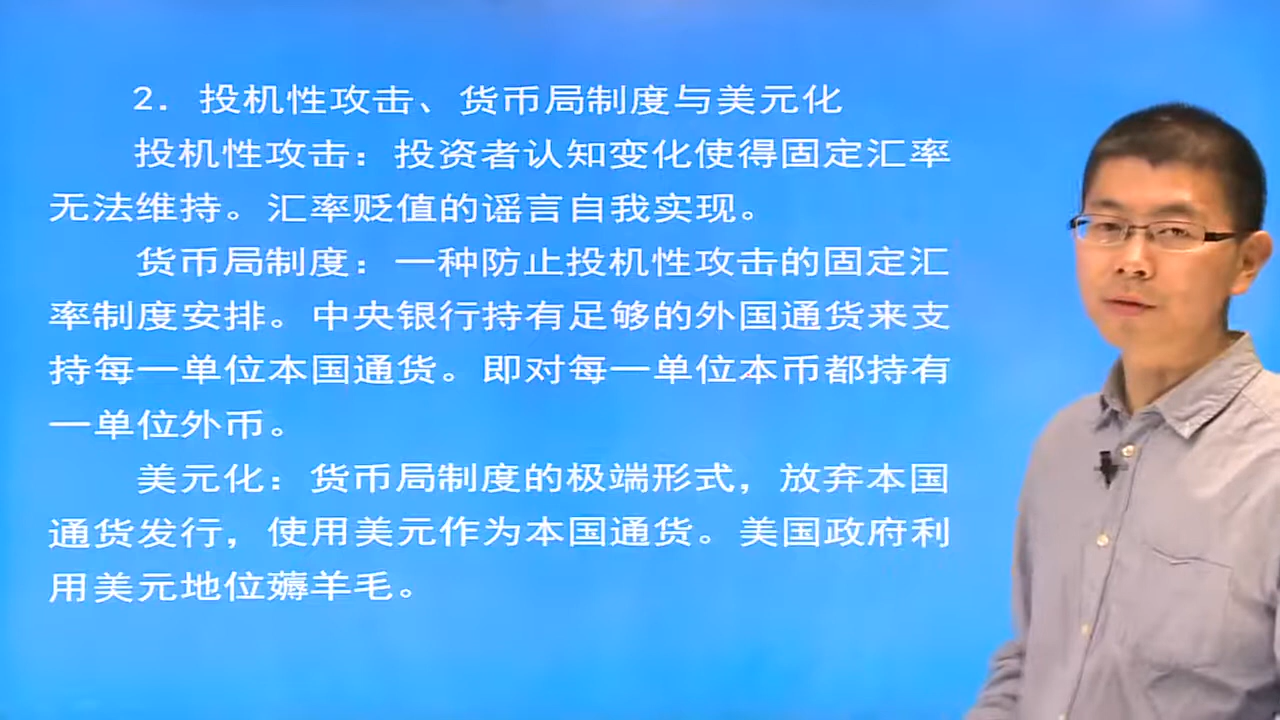 2. 投机性攻击、货币局制度与美元化
投机性攻击：投资者认知变化使得固定汇率
无法维持。汇率贬值的谣言自我实现。
货币局制度：一种防止投机性攻击的固定汇
率制度安排。中央银行持有足够的外国通货来支
持每一单位本国通货。即对每一单位本币都持有
一单位外币。
美元化：货币局制度的极端形式，放弃本国
通货发行，使用美元作为本国通货。美国政府利
用美元地位薅羊毛。